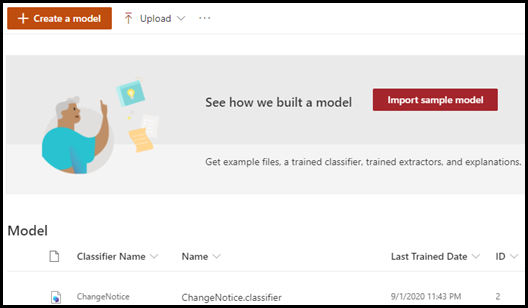 + Create a model Upload ...
See how we built a model Import sample model
Get example files, a trained classifier, trained extractors, and explanations.
Model
Classifier Name Name Last Trained Date ID
ChangeNotice ChangeNotice.classifier 9/1/2020 11:43 PM 2